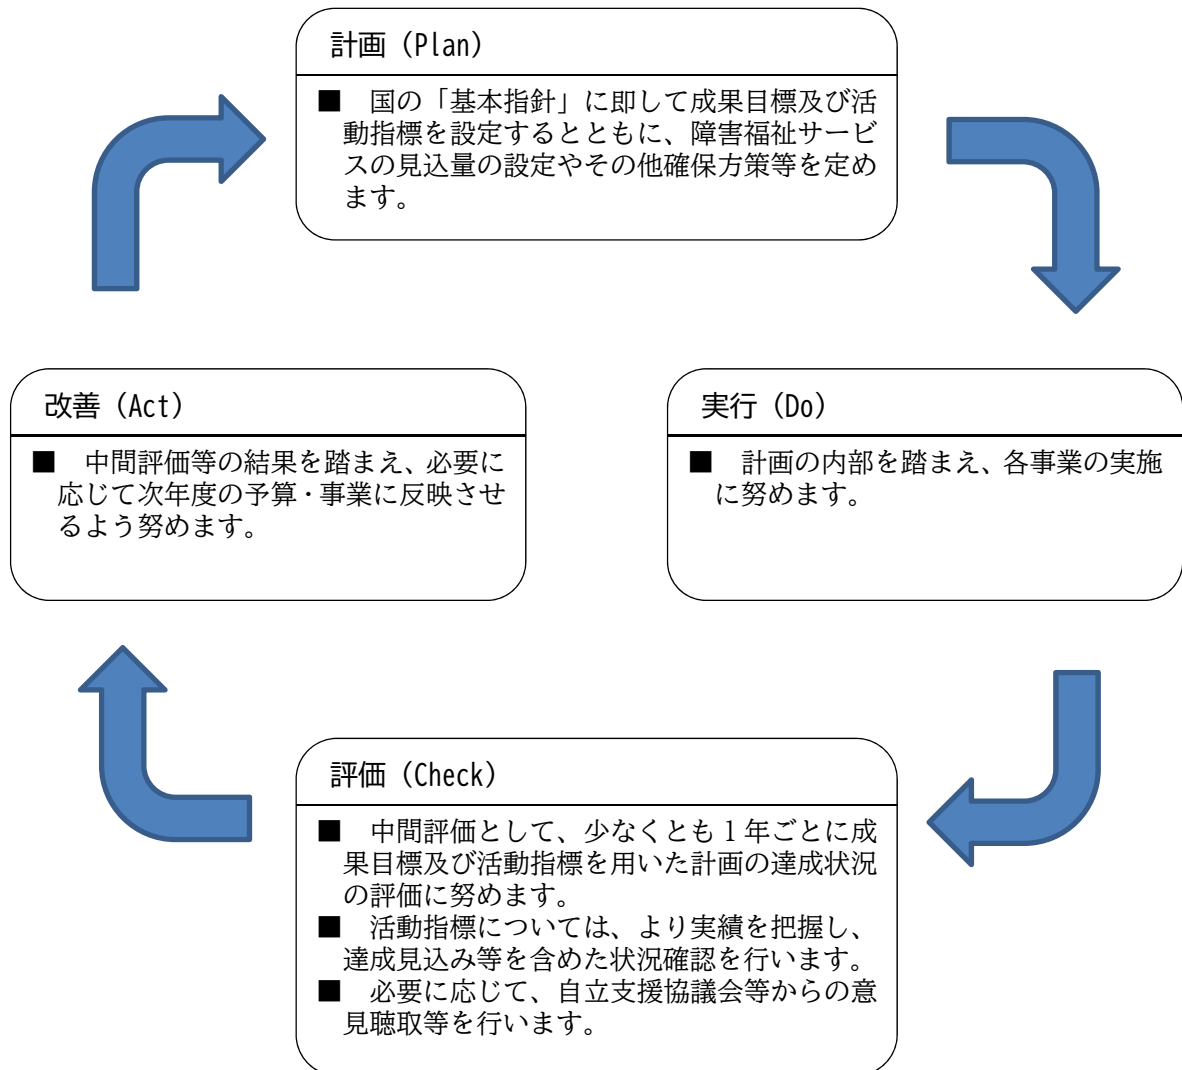 計画（Plan）
■　国の「基本指針」に即して成果目標及び活
動指標を設定するとともに、障害福祉サービ
スの見込量の設定やその他確保方策等を定め
ます。
改善（Act）
■　中間評価等の結果を踏まえ、必要に
応じて次年度の予算・事業に反映させ
るよう努めます。
実行（Do）
■　計画の内部を踏まえ、各事業の実施
に努めます。
評価（Check）
■　中間評価として、少なくとも１年ごとに成
果目標及び活動指標を用いた計画の達成状況
の評価に努めます。
■　活動指標については、より実績を把握し、
達成見込み等を含めた状況確認を行います。
■　必要に応じて、自立支援協議会等からの意
見聴取等を行います。